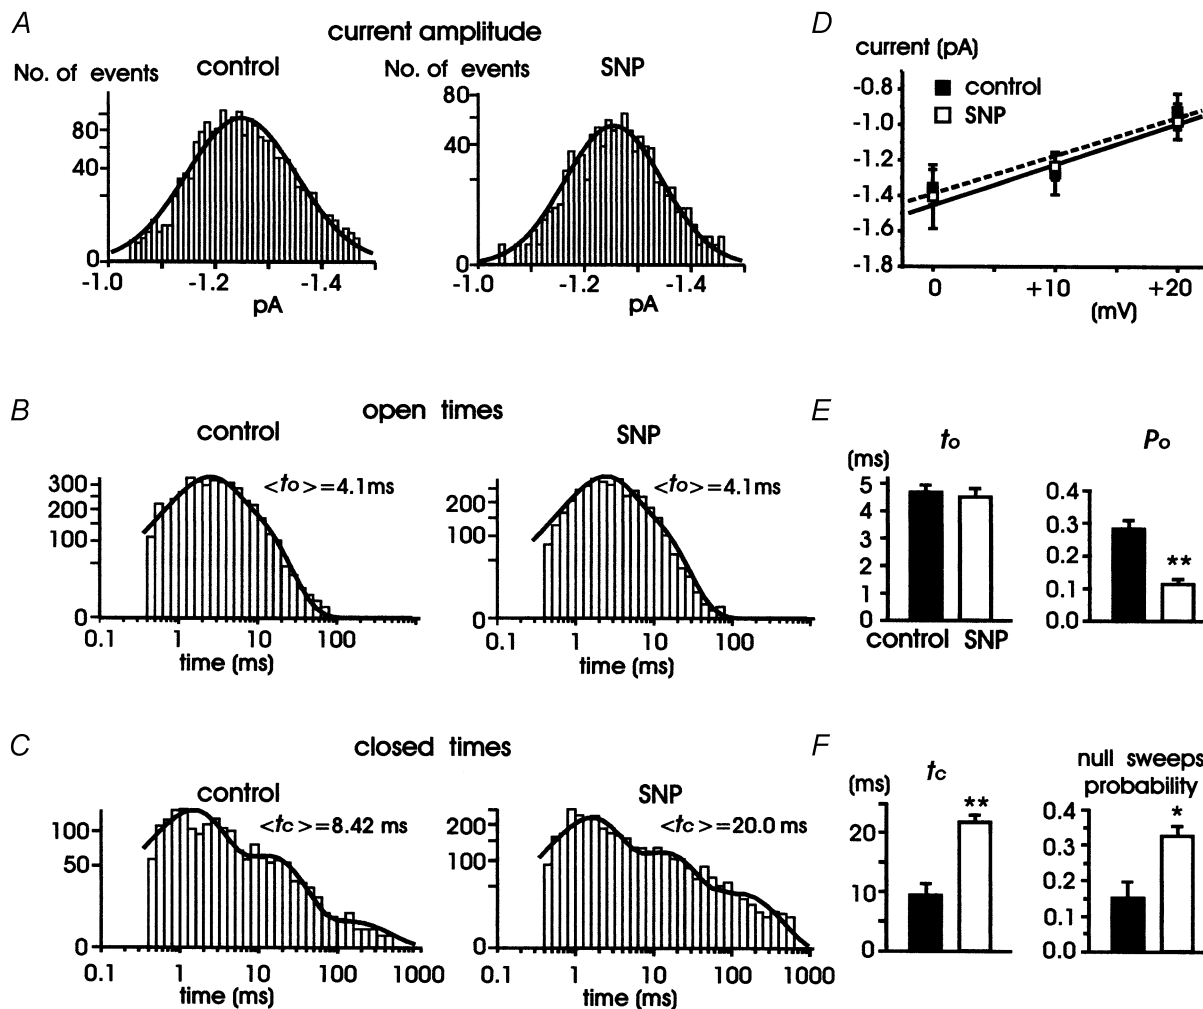 A
current amplitude
No. of events
control
80
40
0
-1.0
-1.2
-1.4
pA
No. of events
SNP
80
40
0
-1.0
-1.2
-1.4
pA
D
current (pA)
control
SNP
-0.8
-1.0
-1.2
-1.4
-1.6
-1.8
0
+10
+20
(mV)
B
open times
control
<to>=4.1ms
300
200
100
0
0.1
1
10
100
time (ms)
SNP
<to>=4.1ms
200
100
0
0.1
1
10
100
time (ms)
E
to
(ms)
5
4
3
2
1
0
control SNP
Po
0.4
0.3
0.2
0.1
0.0
**
C
closed times
control
<tc>=8.42 ms
100
50
0
0.1
1
10
100
1000
time (ms)
SNP
<tc>=20.0 ms
200
100
0
0.1
1
10
100
1000
time (ms)
F
tc
(ms)
20
10
0
**
null sweeps
probability
0.4
0.3
0.2
0.1
0.0
*